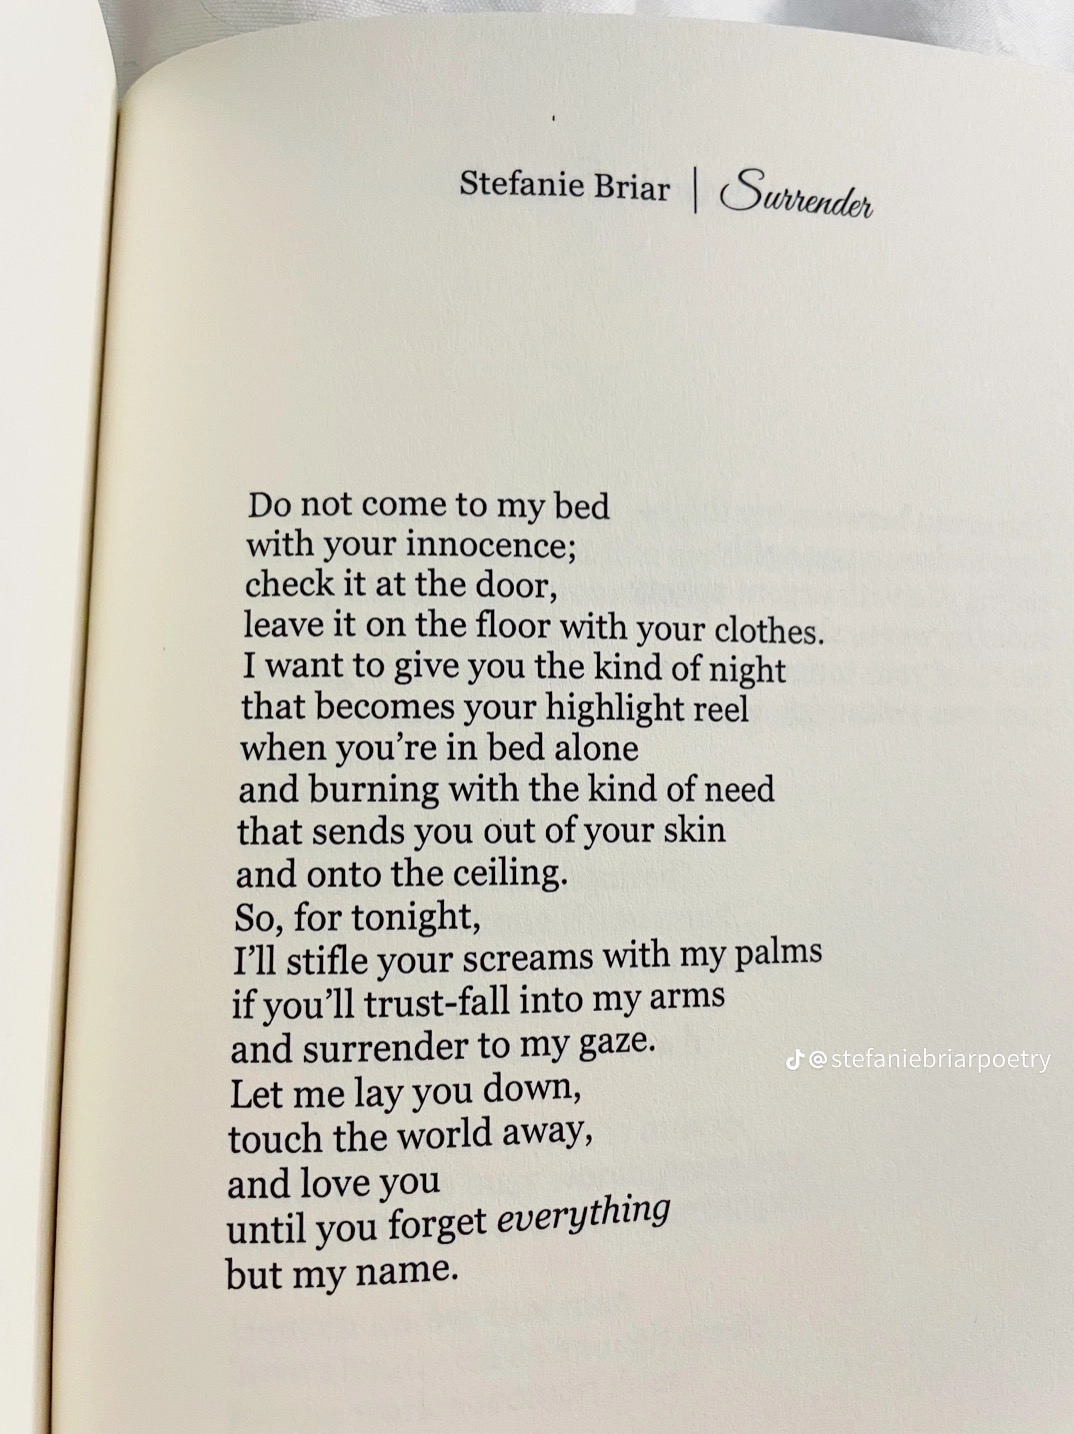 Stefanie Briar | Surrender
Do not come to my bed
with your innocence;
check it at the door,
leave it on the floor with your clothes.
I want to give you the kind of night
that becomes your highlight reel
when you’re in bed alone
and burning with the kind of need
that sends you out of your skin
and onto the ceiling.
So, for tonight,
I’ll stifle your screams with my palms
if you’ll trust-fall into my arms
and surrender to my gaze.
Let me lay you down,
touch the world away,
and love you
until you forget everything
but my name.
@stefaniebriarpoetry